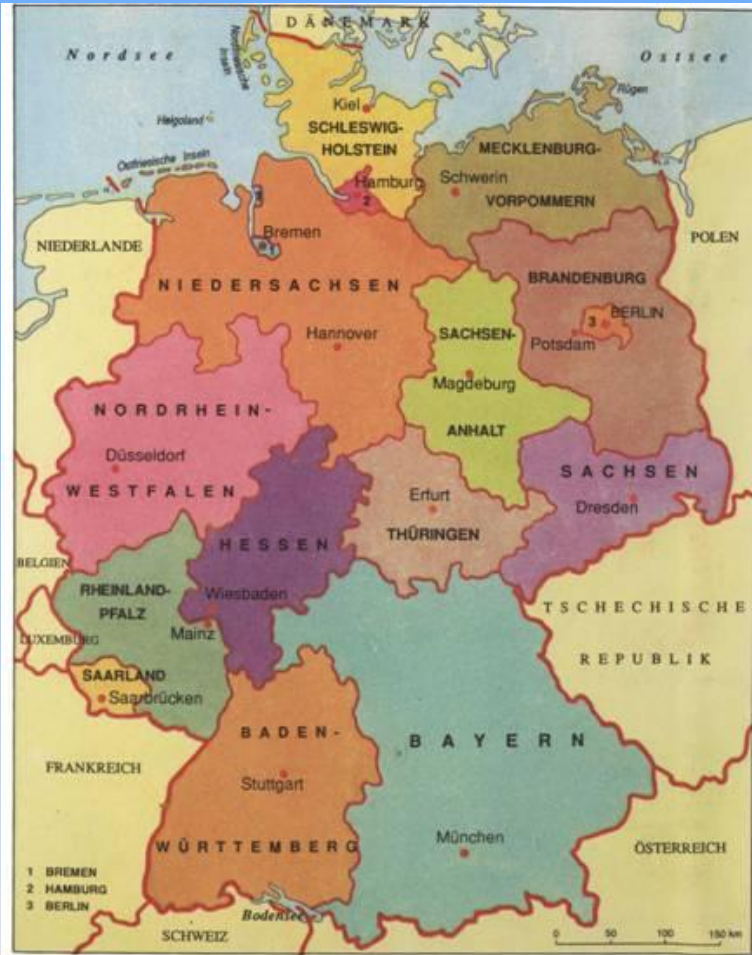 DÄNEMARK
Nordsee
Ostsee
Nordfriesische
Inseln
Rügen
Kiel
Helgoland
SCHLESWIG-
HOLSTEIN
MECKLENBURG-
Ostfriesische Inseln
Hamburg
2
Schwerin
VORPOMMERN
Bremen
1
NIEDERLANDE
POLEN
NIEDERSACHSEN
BRANDENBURG
BERLIN
3
Hannover
SACHSEN-
Potsdam
Magdeburg
NORDRHEIN-
ANHALT
Düsseldorf
SACHSEN
WESTFALEN
Erfurt
Dresden
THÜRINGEN
HESSEN
BELGIEN
RHEINLAND-
PFALZ
Wiesbaden
TSCHECHISCHE
LUXEMBURG
Mainz
REPUBLIK
SAARLAND
Saarbrücken
BADEN-
BAYERN
FRANKREICH
Stuttgart
WÜRTTEMBERG
München
ÖSTERREICH
1 BREMEN
2 HAMBURG
3 BERLIN
Bodensee
SCHWEIZ
0 50 100 150 km